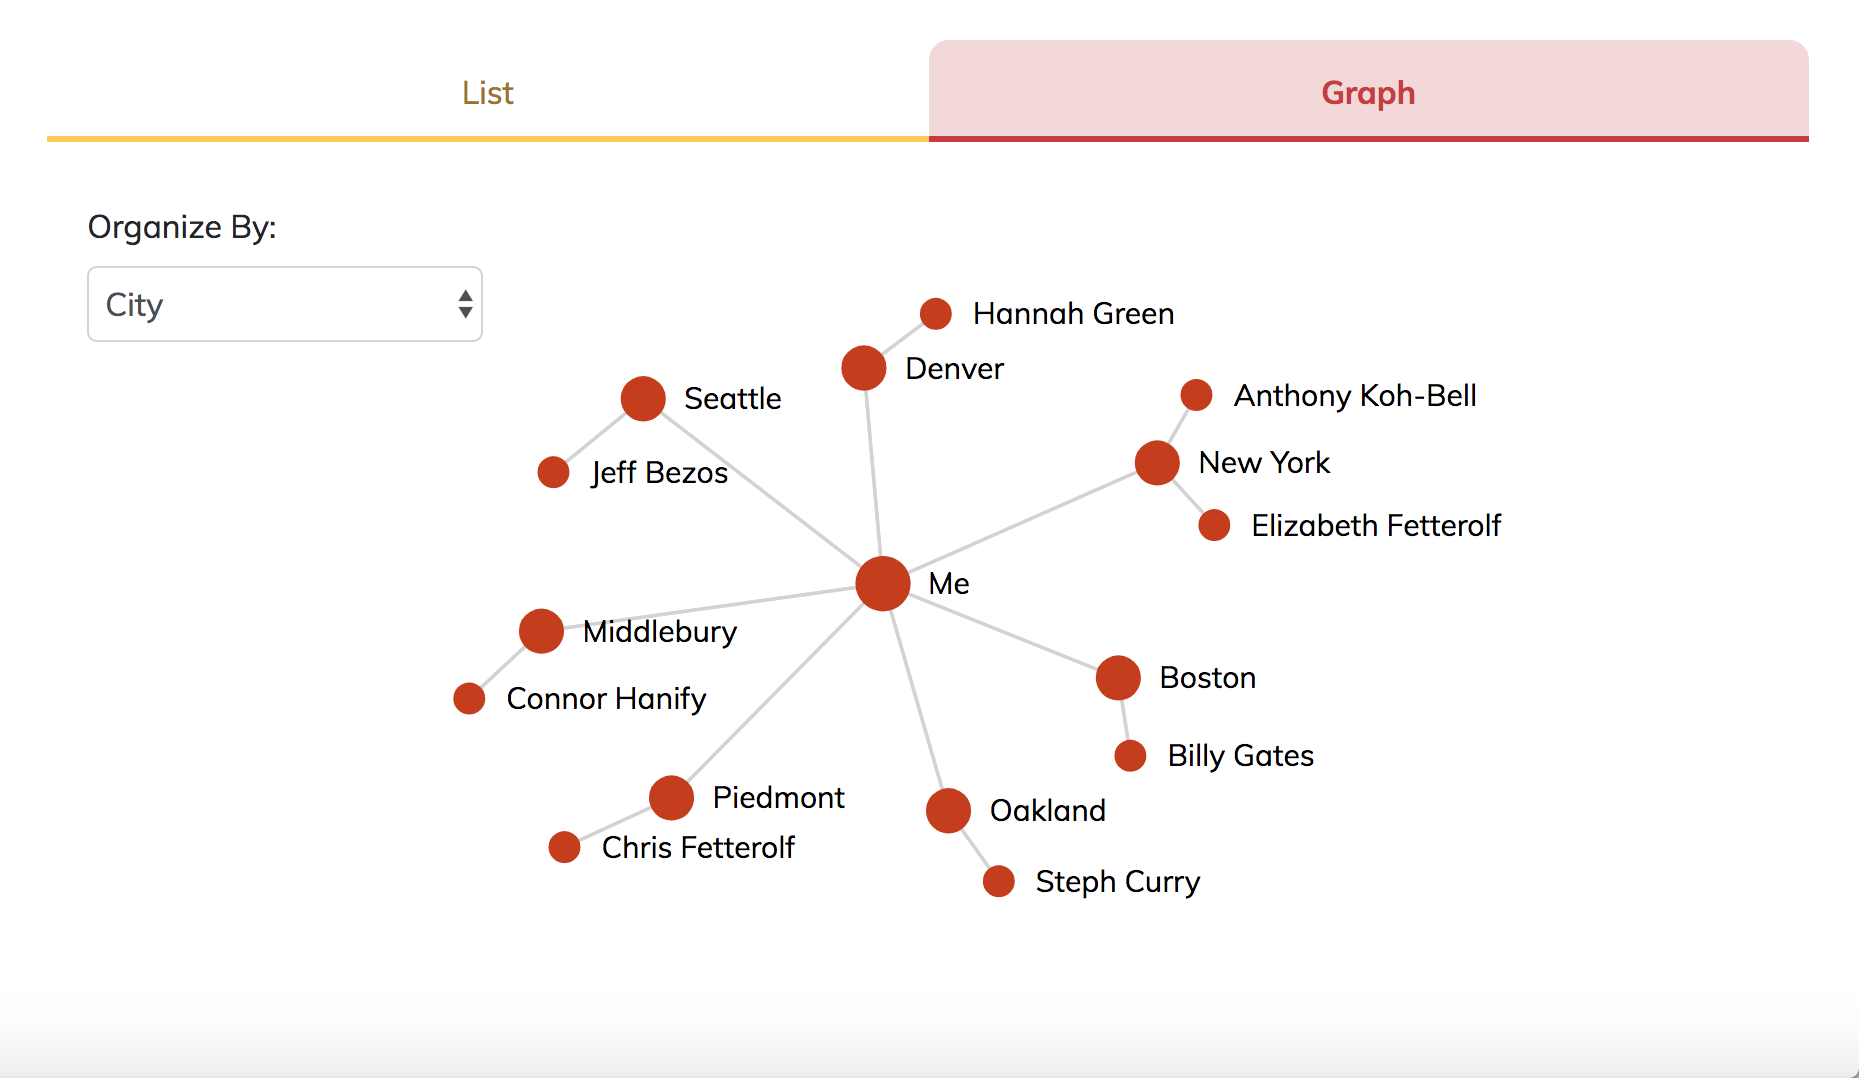 List
Graph
Organize By:
City
Hannah Green
Denver
Seattle
Anthony Koh-Bell
New York
Jeff Bezos
Elizabeth Fetterolf
Me
Middlebury
Boston
Connor Hanify
Billy Gates
Piedmont
Oakland
Chris Fetterolf
Steph Curry